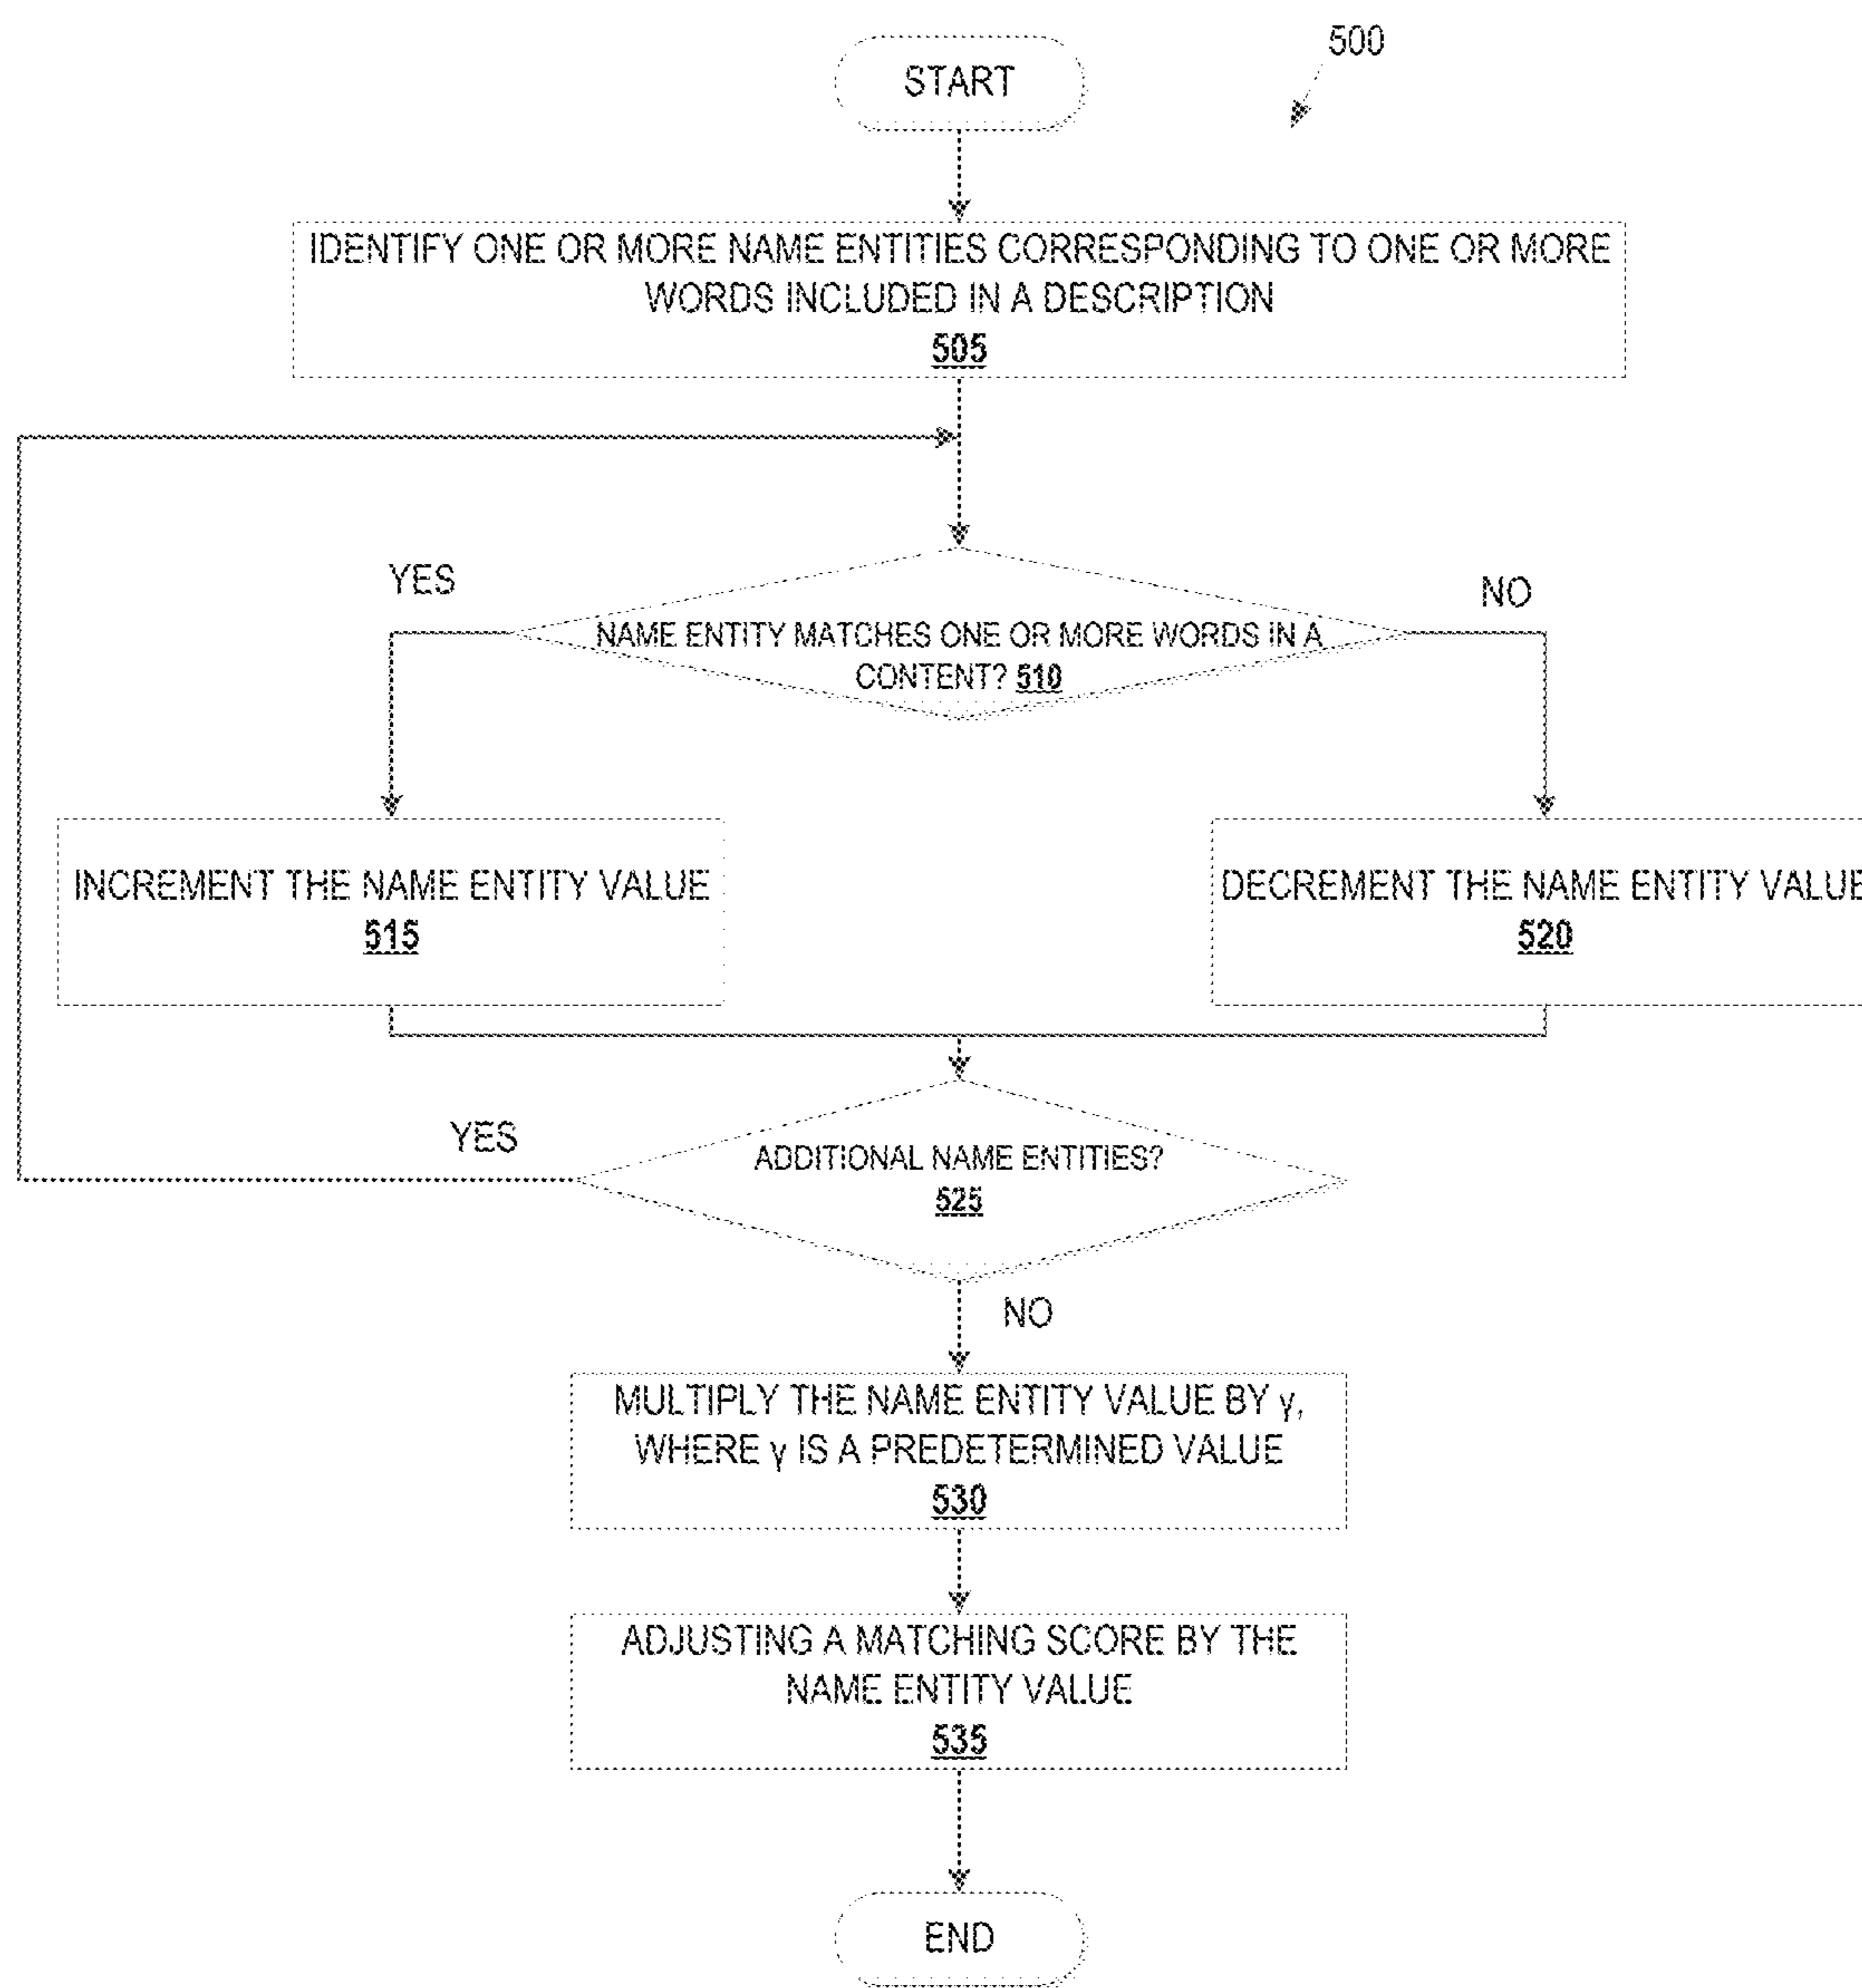 500
START
IDENTIFY ONE OR MORE NAME ENTITIES CORRESPONDING TO ONE OR MORE
WORDS INCLUDED IN A DESCRIPTION
505
YES
NO
NAME ENTITY MATCHES ONE OR MORE WORDS IN A
CONTENT? 510
INCREMENT THE NAME ENTITY VALUE
515
DECREMENT THE NAME ENTITY VALUE
520
YES
ADDITIONAL NAME ENTITIES?
525
NO
MULTIPLY THE NAME ENTITY VALUE BY γ,
WHERE γ IS A PREDETERMINED VALUE
530
ADJUSTING A MATCHING SCORE BY THE
NAME ENTITY VALUE
535
END